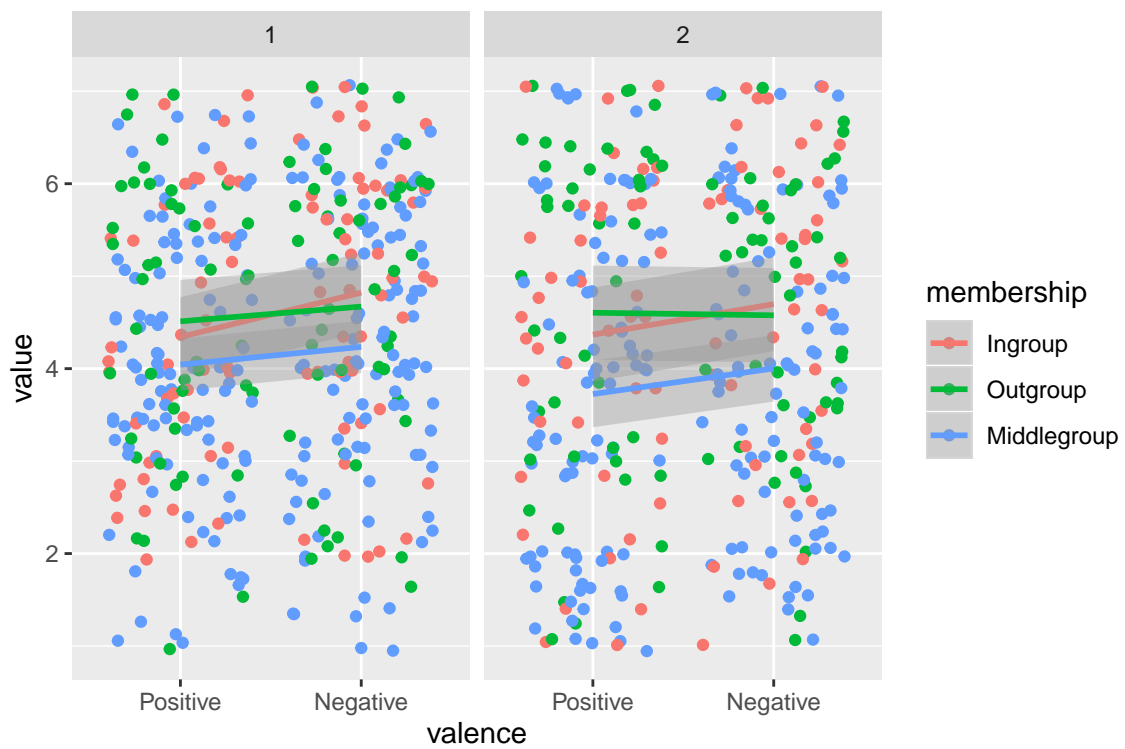 1
2
value
6
4
2
Positive
Negative
Positive
Negative
valence
membership
Ingroup
Outgroup
Middlegroup